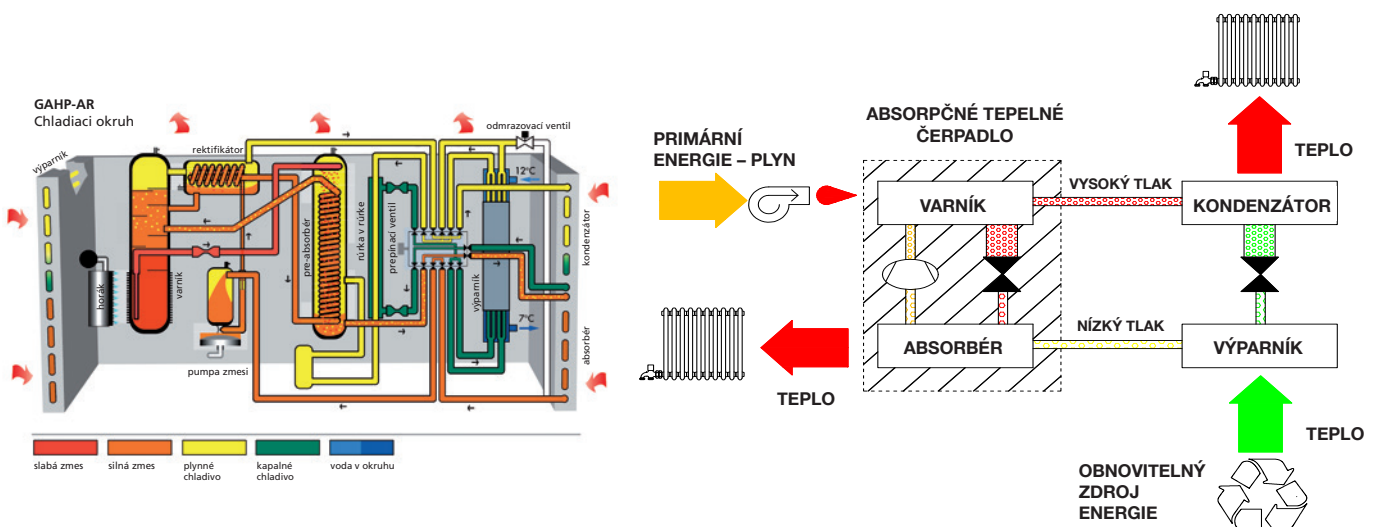 GAHP-AR
Chladiaci okruh
výparník
rektifikátor
odmrazovací ventil
12°C
horák
varník
pre-absorbér
rúrka v rúrke
prepínací ventil
výparník
kondenzátor
absorbér
7°C
pumpa zmesi
slabá zmes
silná zmes
plynné
chladivo
kapalné
chladivo
voda v okruhu
PRIMÁRNÍ
ENERGIE – PLYN
ABSORPČNÉ TEPELNÉ
ČERPADLO
VARNÍK
VYSOKÝ TLAK
KONDENZÁTOR
TEPLO
ABSORBÉR
NÍZKÝ TLAK
VÝPARNÍK
TEPLO
TEPLO
OBNOVITELNÝ
ZDROJ
ENERGIE